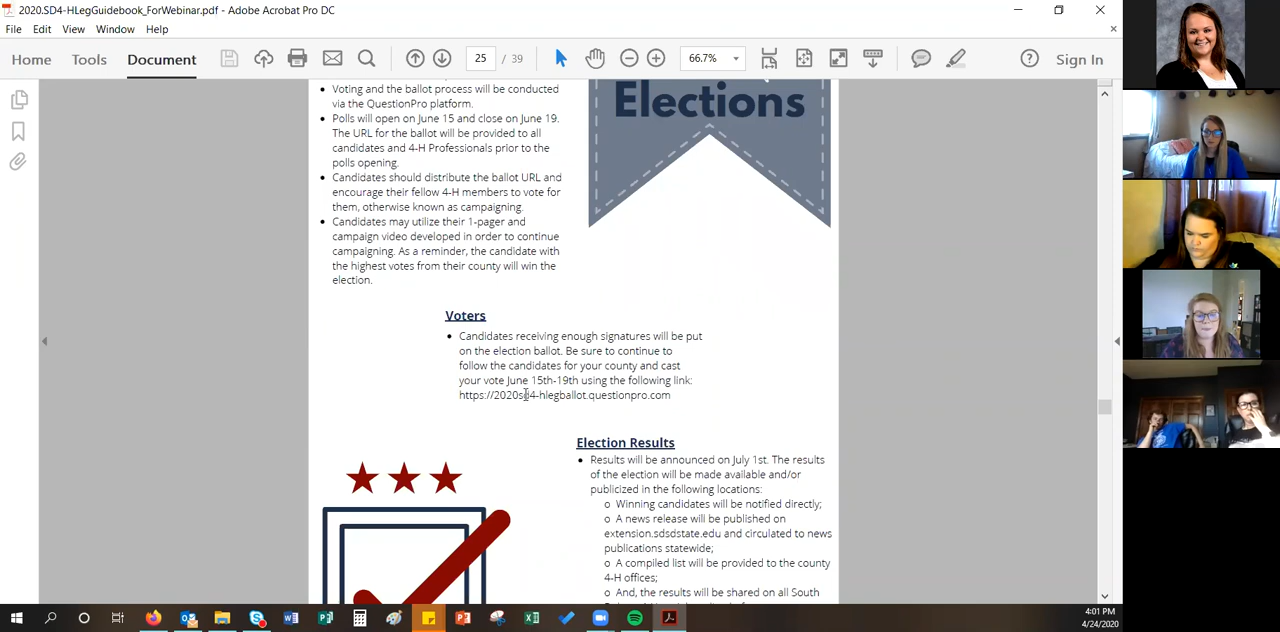 2020.SD4-HLegGuidebook_ForWebinar.pdf - Adobe Acrobat Pro DC
File Edit View Window Help
Home Tools Document 25 / 39 66.7% Sign In
Voting and the ballot process will be conducted
via the QuestionPro platform.
Polls will open on June 15 and close on June 19.
The URL for the ballot will be provided to all
candidates and 4-H Professionals prior to the
polls opening.
Candidates should distribute the ballot URL and
encourage their fellow 4-H members to vote for
them, otherwise known as campaigning.
Candidates may utilize their 1-pager and
campaign video developed in order to continue
campaigning. As a reminder, the candidate with
the highest votes from their county will win the
election.
Elections
Voters
Candidates receiving enough signatures will be put
on the election ballot. Be sure to continue to
follow the candidates for your county and cast
your vote June 15th-19th using the following link:
https://2020sd4-hlegballot.questionpro.com
Election Results
Results will be announced on July 1st. The results
of the election will be made available and/or
publicized in the following locations:
o Winning candidates will be notified directly;
o A news release will be published on
extension.sdsdstate.edu and circulated to news
publications statewide;
o A compiled list will be provided to the county
4-H offices;
o And, the results will be shared on all South
4:01 PM
4/24/2020